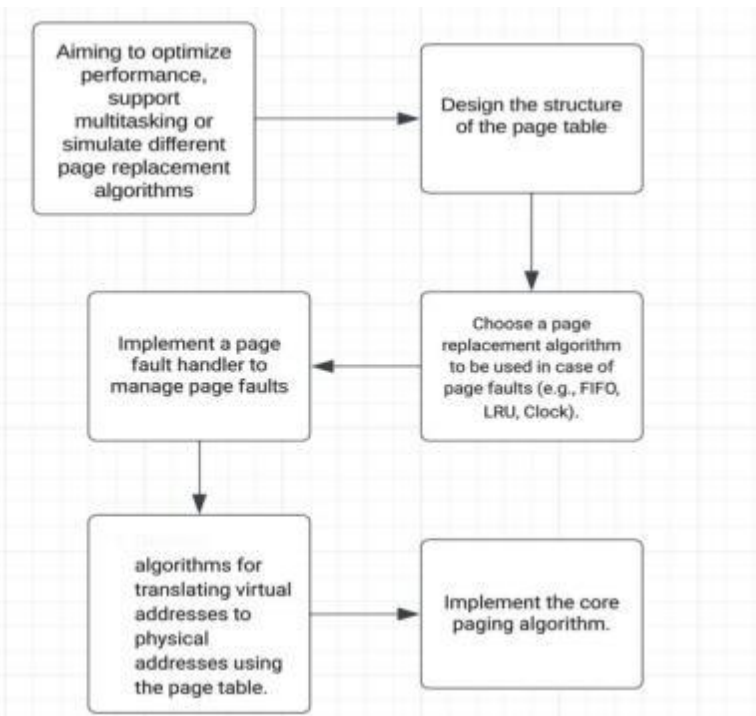 Aiming to optimize
performance,
support
multitasking or
simulate different
page replacement
algorithms
Design the structure
of the page table
Choose a page
replacement algorithm
to be used in case of
page faults (e.g., FIFO,
LRU, Clock).
Implement a page
fault handler to
manage page faults
algorithms for
translating virtual
addresses to
physical
addresses using
the page table.
Implement the core
paging algorithm.